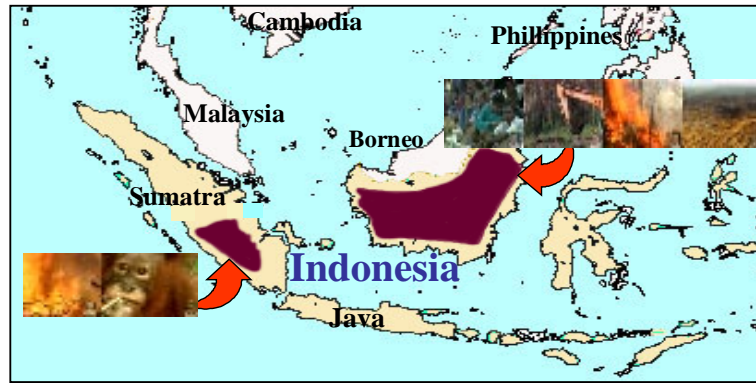 Cambodia
Phillippines
Malaysia
Borneo
Sumatra
Indonesia
Java